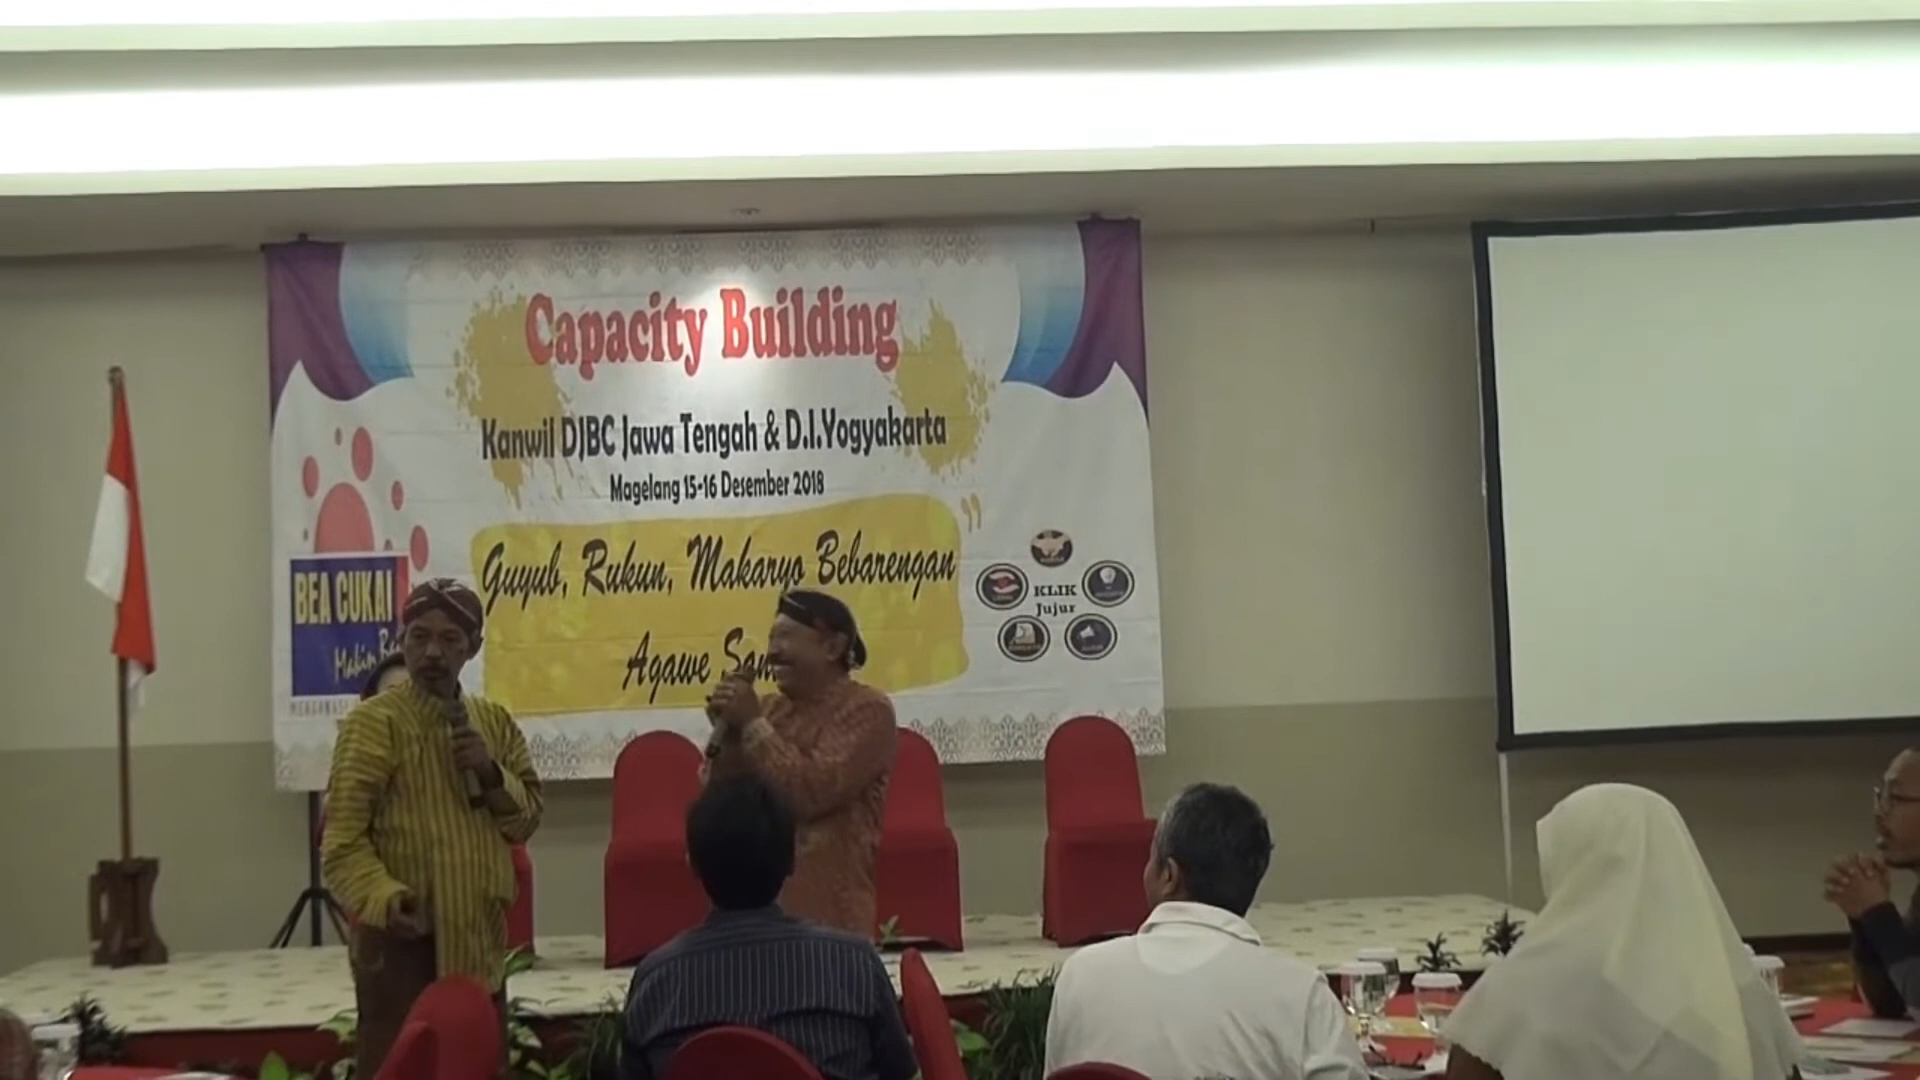 Capacity Building
Kanwil DJBC Jawa Tengah & D.I.Yogyakarta
Magelang 15-16 Desember 2018
Guyub, Rukun, Makaryo Bebarengan "
Agawe
BEA CUKAI
Makin
KLIK
Jujur